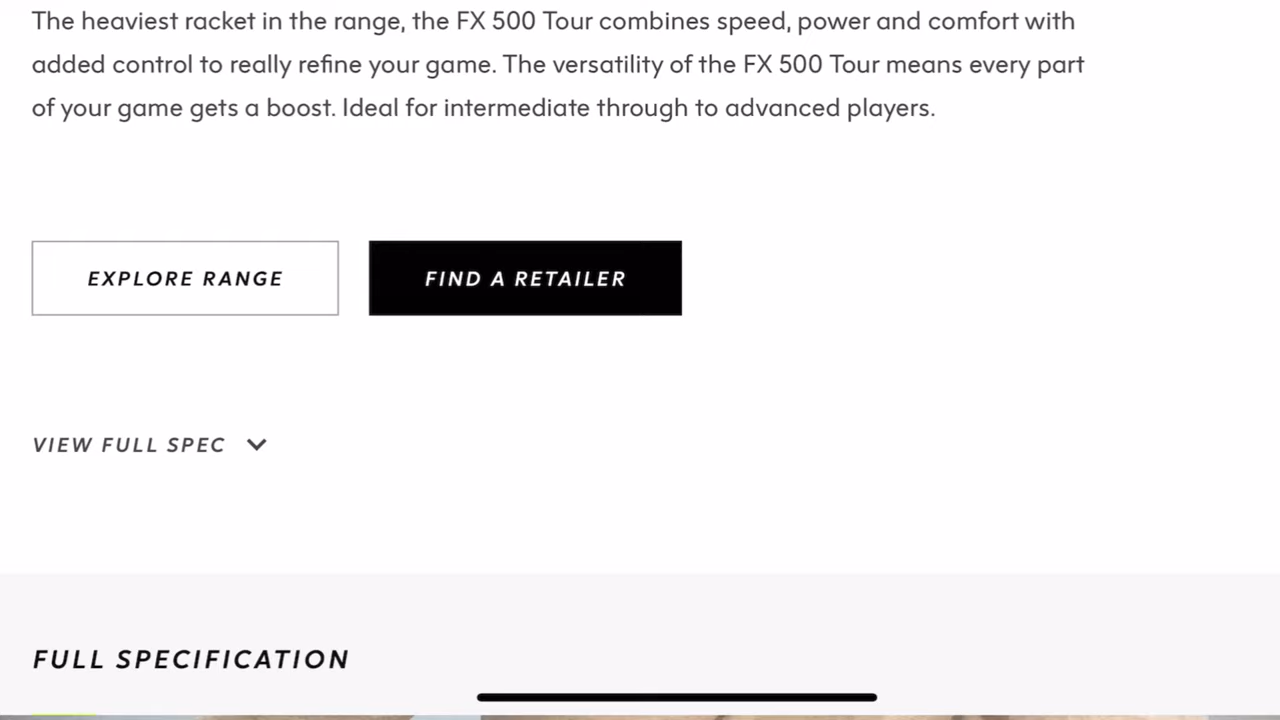 The heaviest racket in the range, the FX 500 Tour combines speed, power and comfort with
added control to really refine your game. The versatility of the FX 500 Tour means every part
of your game gets a boost. Ideal for intermediate through to advanced players.
EXPLORE RANGE
FIND A RETAILER
VIEW FULL SPEC
FULL SPECIFICATION